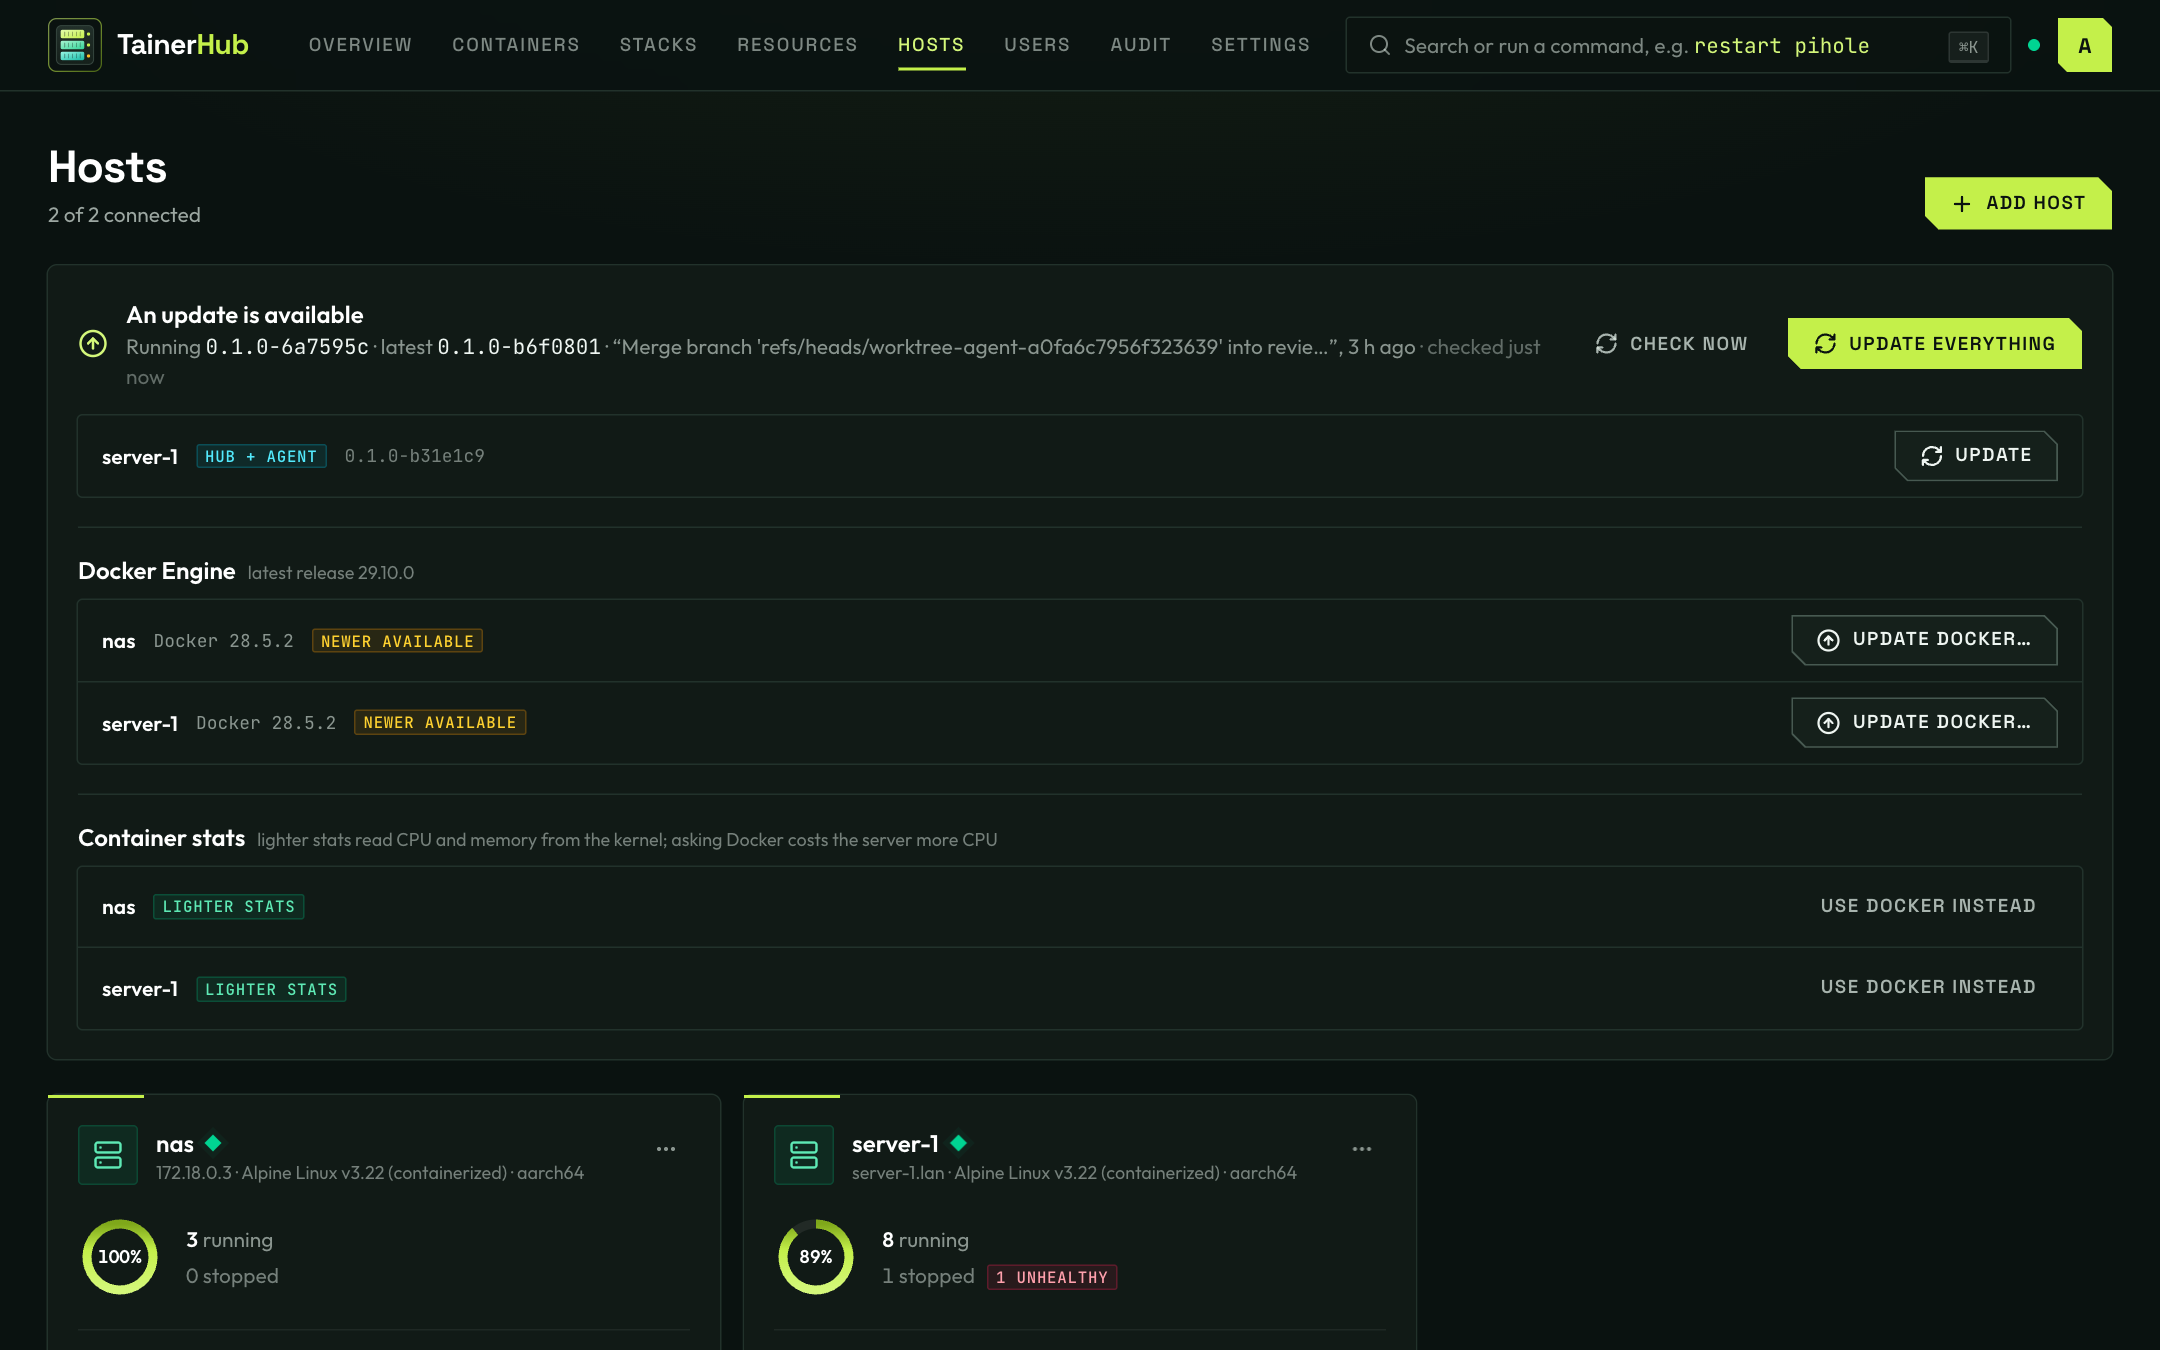 TainerHub
OVERVIEW CONTAINERS STACKS RESOURCES HOSTS USERS AUDIT SETTINGS
Search or run a command, e.g. restart pihole ⌘K
A
Hosts
2 of 2 connected
+ ADD HOST
An update is available
Running 0.1.0-6a7595c · latest 0.1.0-b6f0801 · “Merge branch 'refs/heads/worktree-agent-a0fa6c7956f323639' into revie…”, 3 h ago · checked just
now
CHECK NOW
UPDATE EVERYTHING
server-1 HUB + AGENT 0.1.0-b31e1c9
UPDATE
Docker Engine latest release 29.10.0
nas Docker 28.5.2 NEWER AVAILABLE
UPDATE DOCKER…
server-1 Docker 28.5.2 NEWER AVAILABLE
UPDATE DOCKER…
Container stats lighter stats read CPU and memory from the kernel; asking Docker costs the server more CPU
nas LIGHTER STATS
USE DOCKER INSTEAD
server-1 LIGHTER STATS
USE DOCKER INSTEAD
nas
172.18.0.3 · Alpine Linux v3.22 (containerized) · aarch64
100%
3 running
0 stopped
server-1
server-1.lan · Alpine Linux v3.22 (containerized) · aarch64
89%
8 running
1 stopped 1 UNHEALTHY